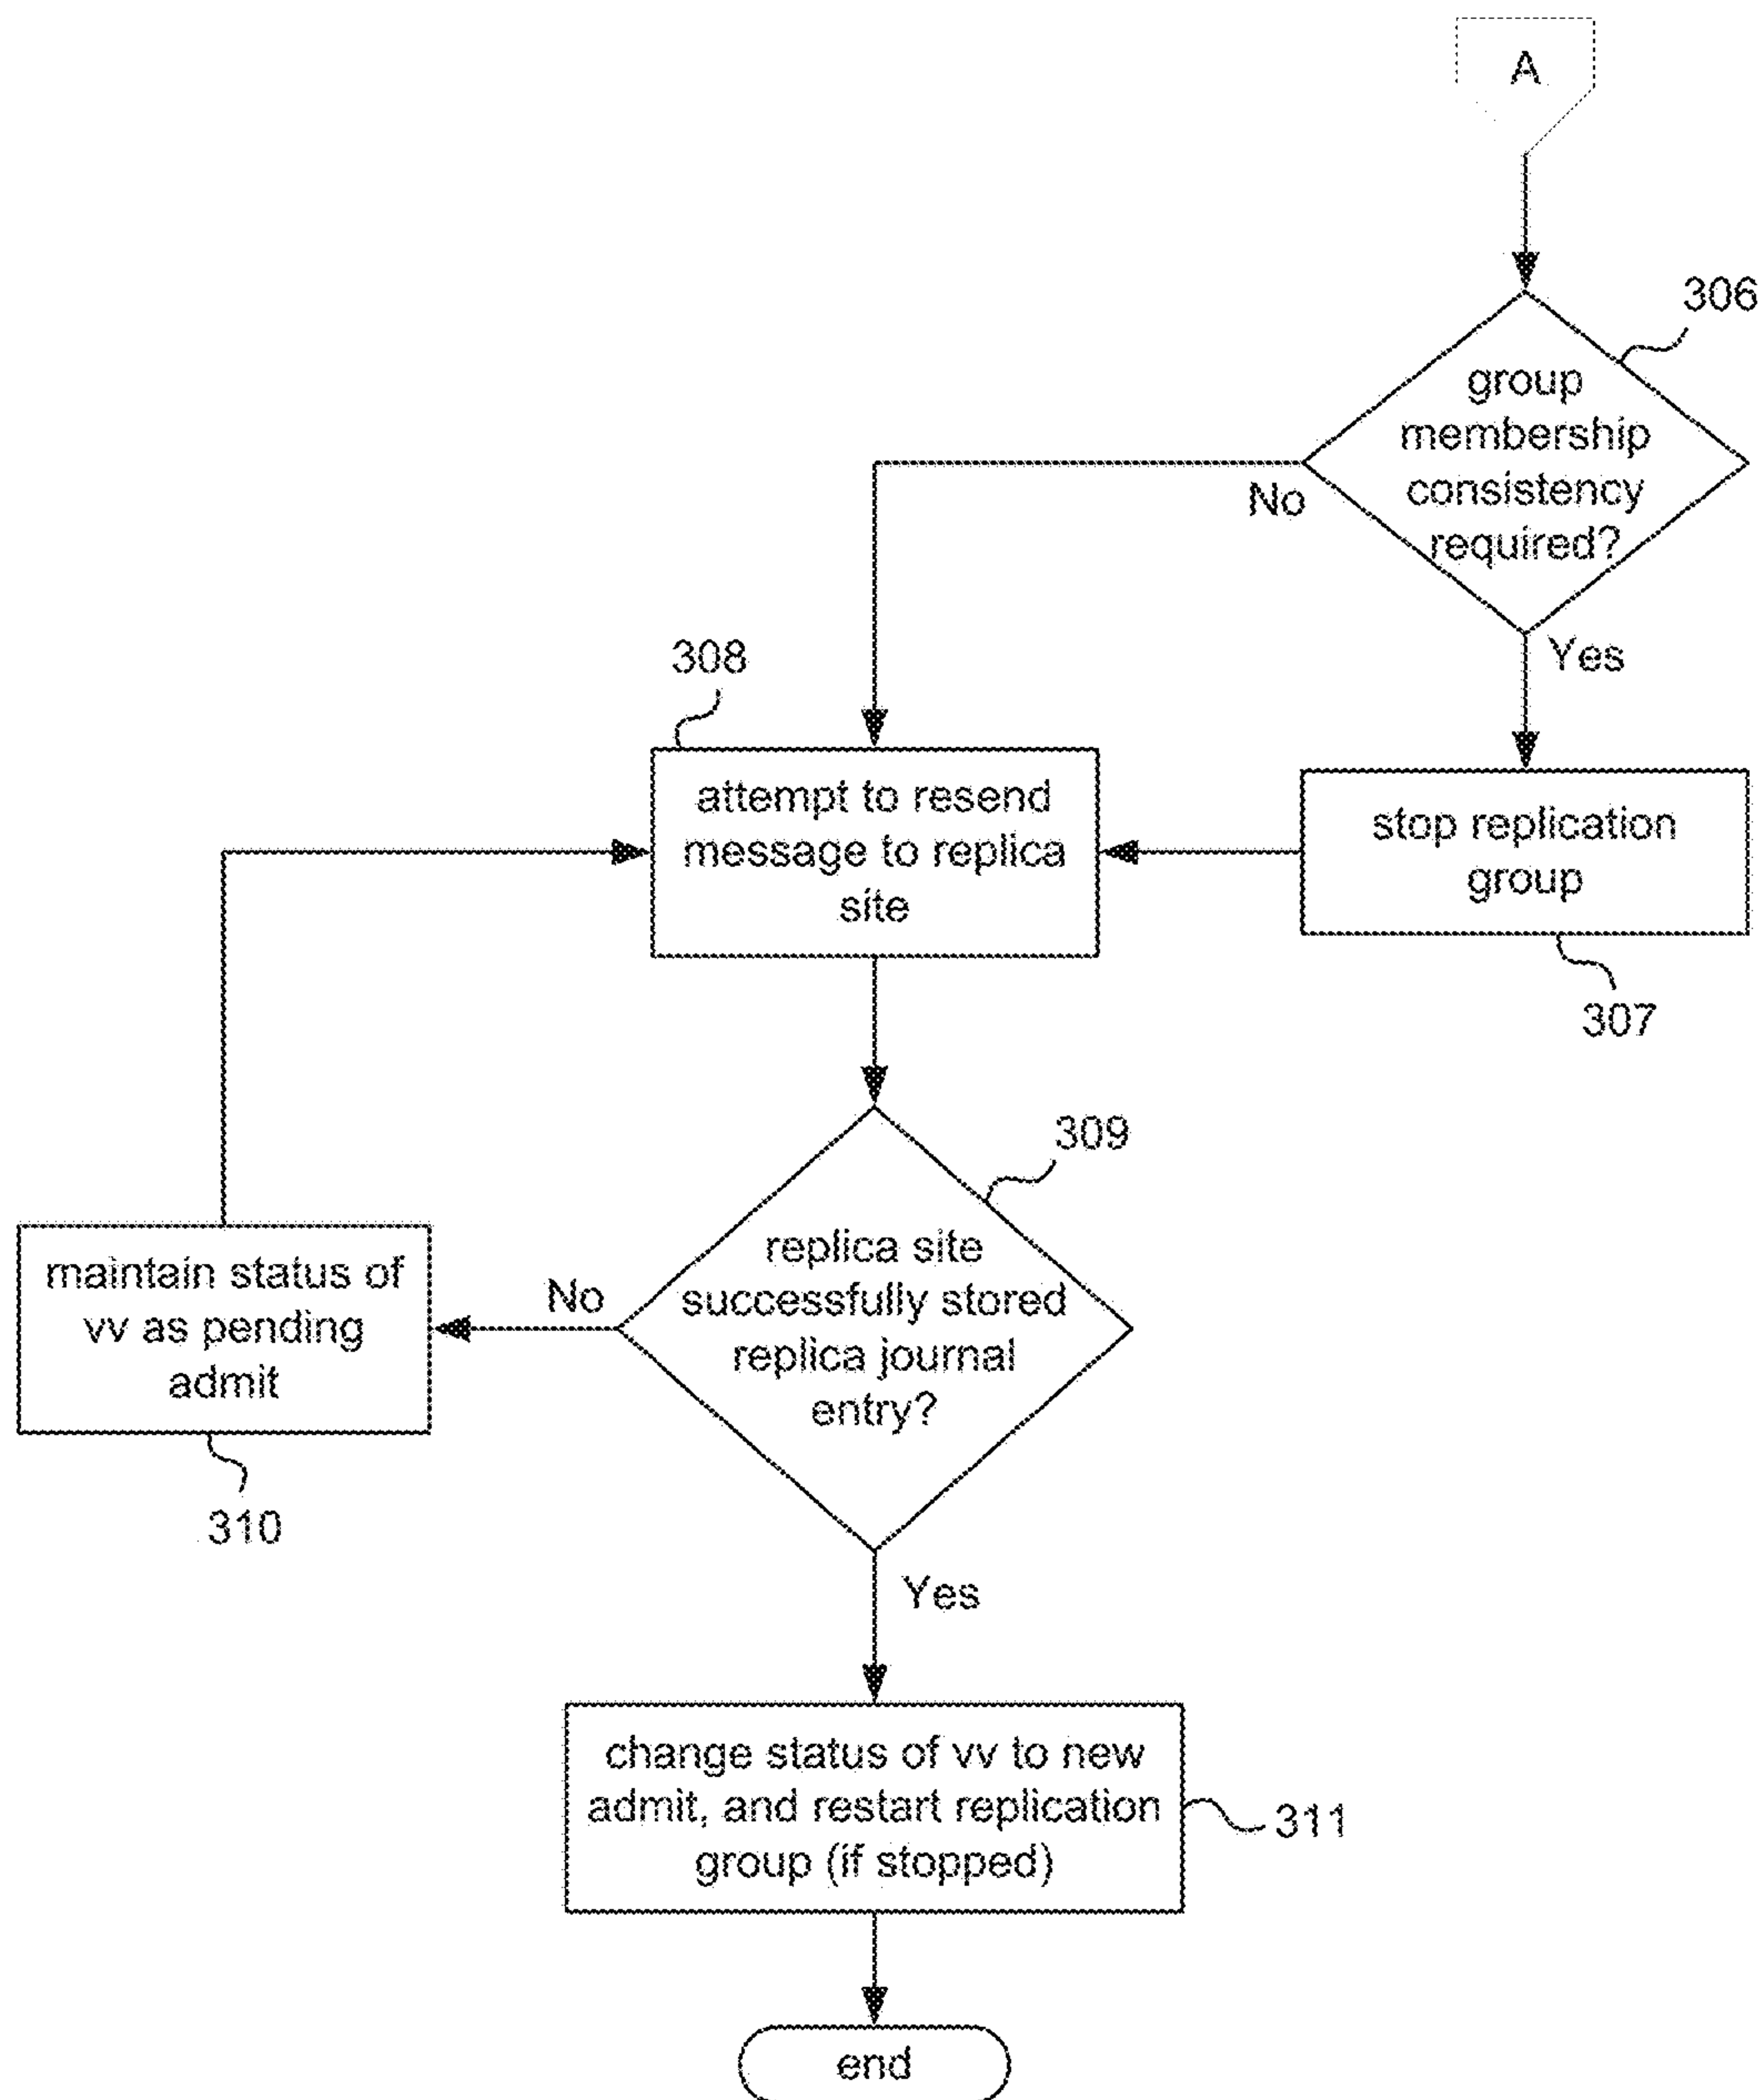 A
306
group
membership
consistency
required?
No
Yes
308
attempt to resend
message to replica
site
stop replication
group
307
309
replica site
successfully stored
replica journal
entry?
No
maintain status of
vv as pending
admit
310
Yes
change status of vv to new
admit, and restart replication
group (if stopped)
311
end